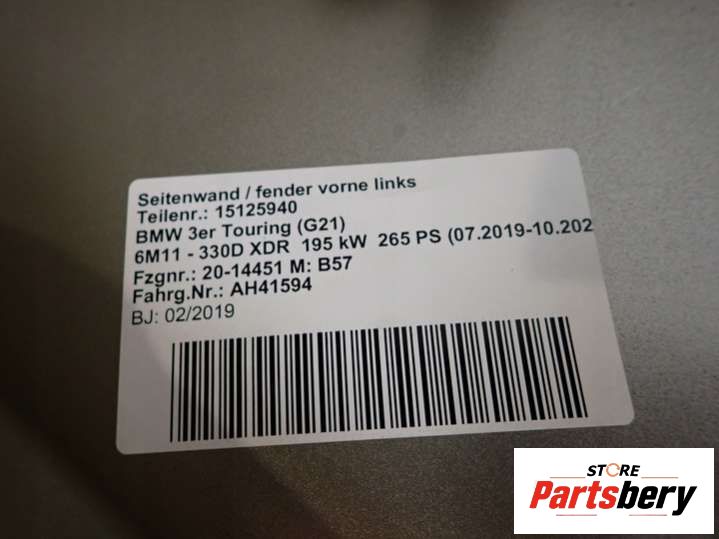 Seitenwand / fender vorne links
Teilenr.: 15125940
BMW 3er Touring (G21)
6M11 - 330D XDR 195 kW 265 PS (07.2019-10.202
Fzgnr.: 20-14451 M: B57
Fahrg.Nr.: AH41594
BJ: 02/2019
STORE
Partsbery